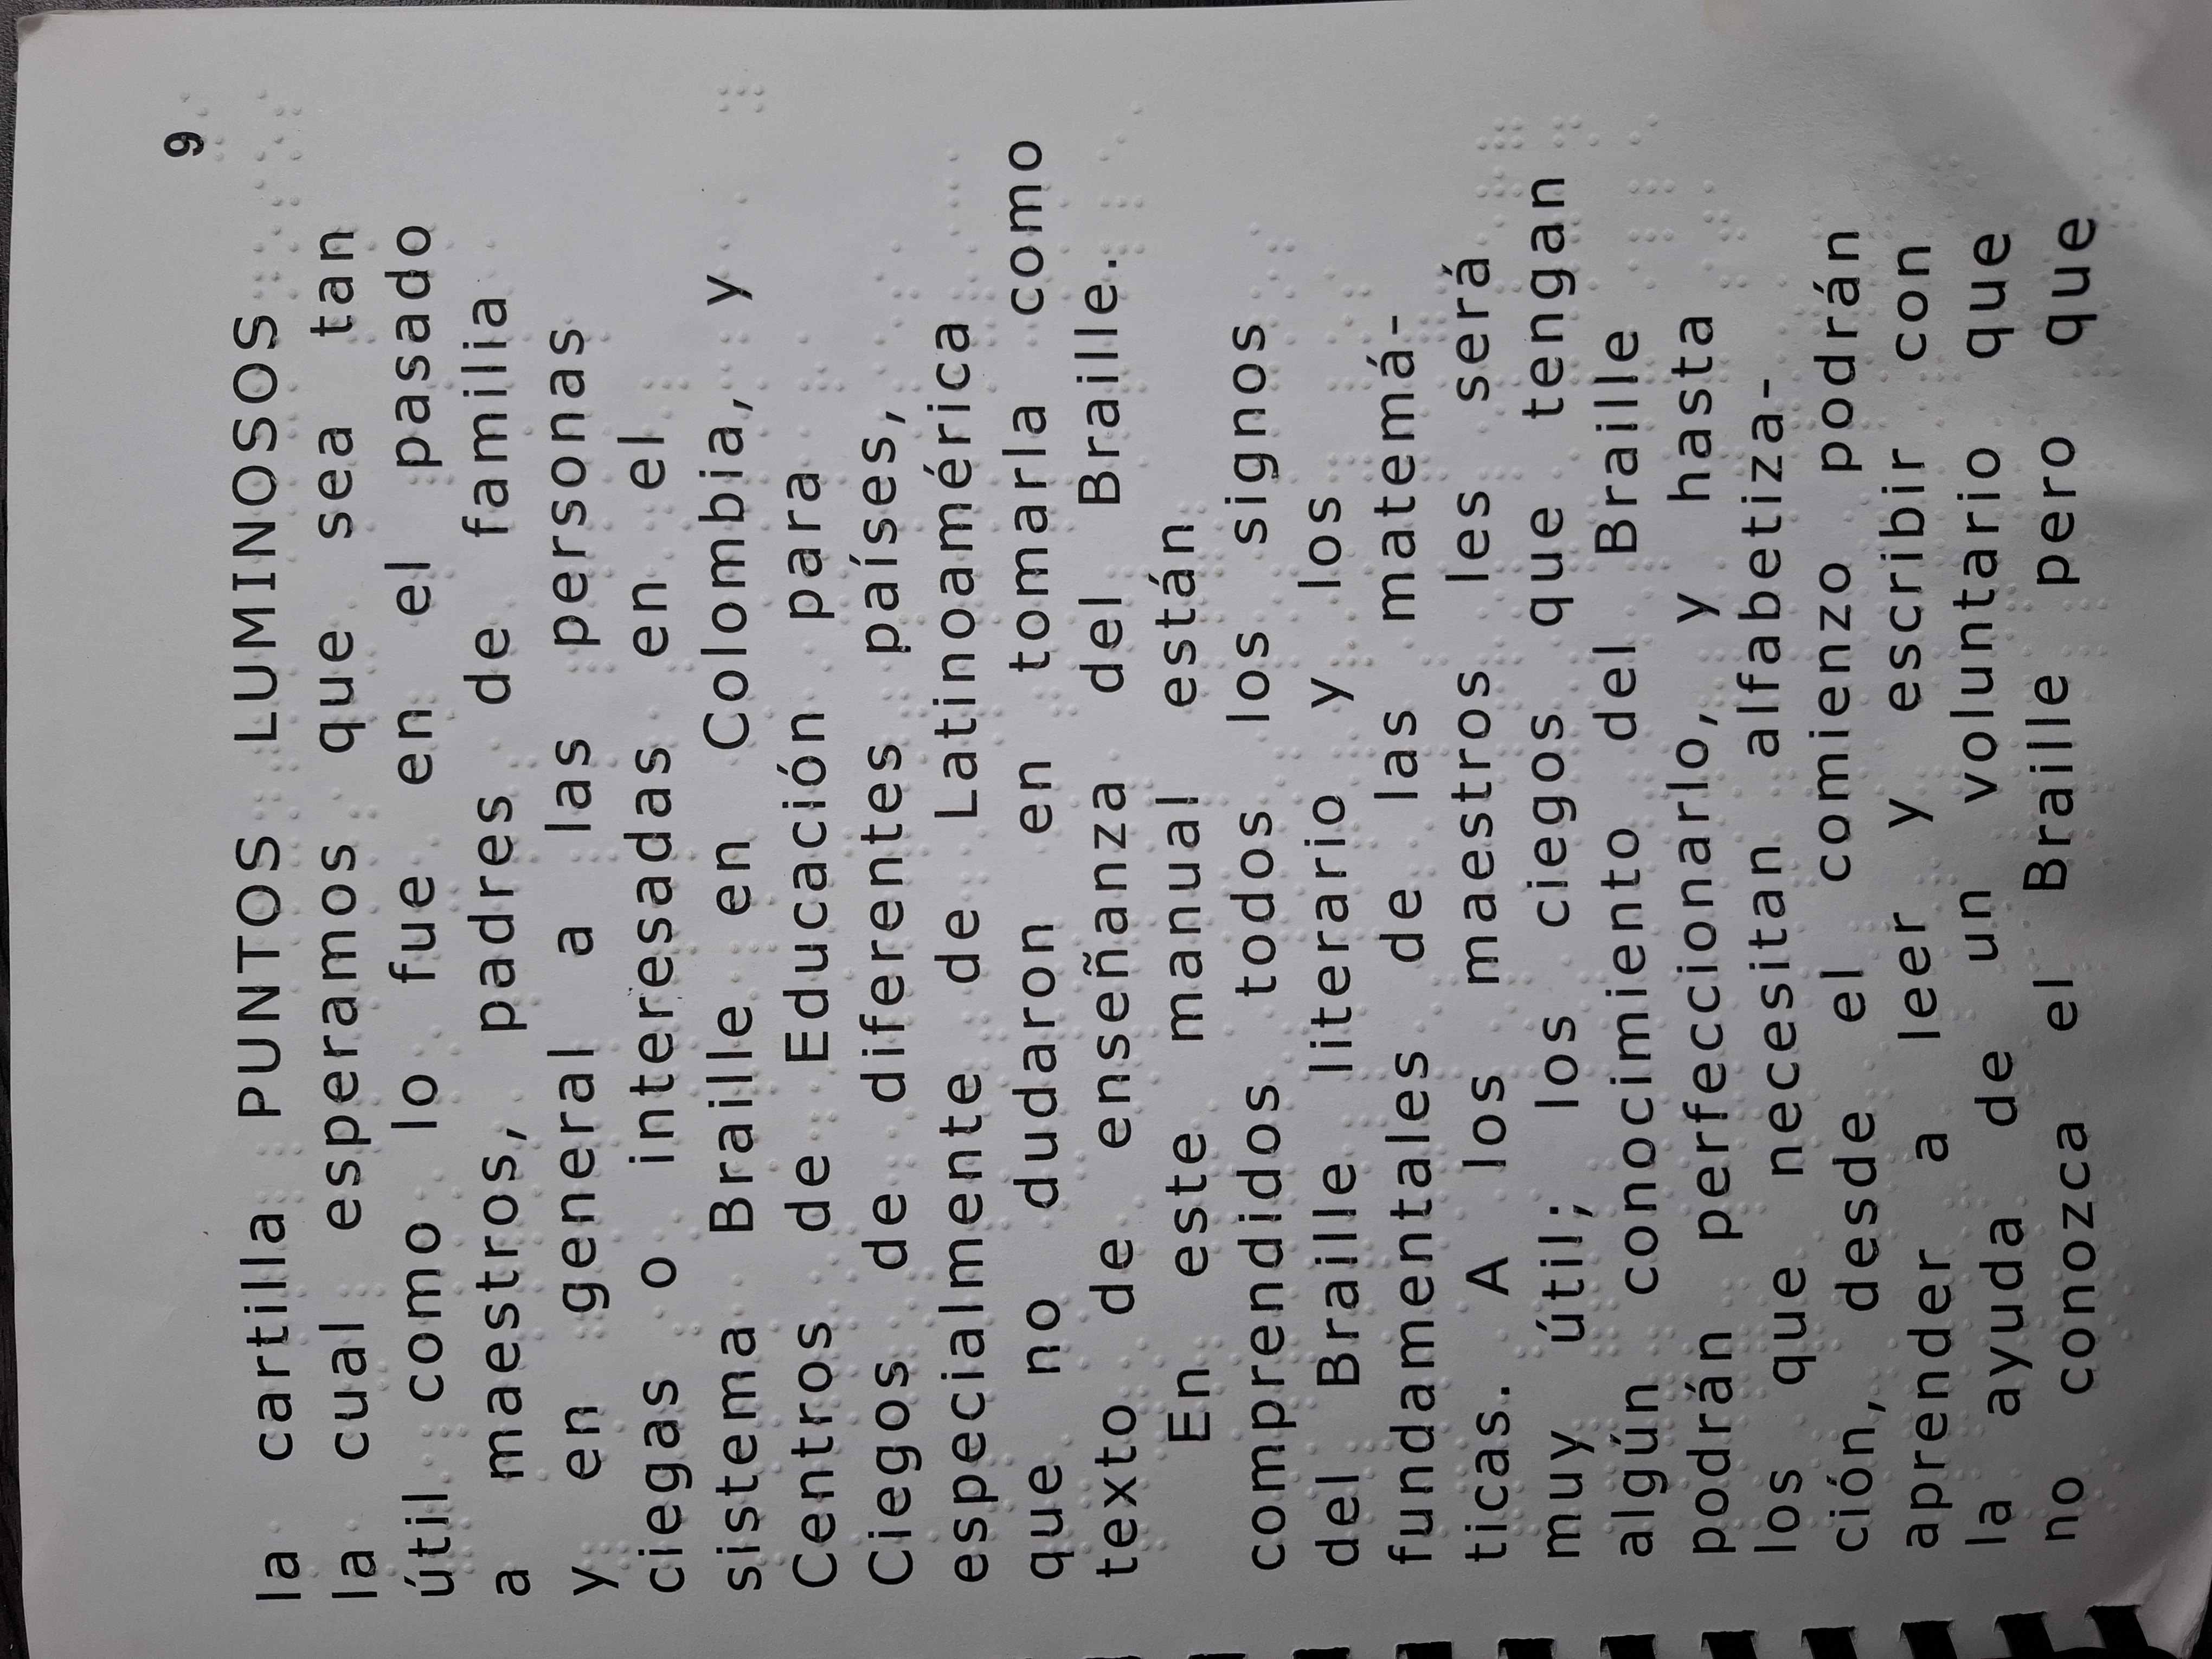 9
la cartilla PUNTOS LUMINOSOS
la cual esperamos que sea tan
útil como lo fue en el pasado
a maestros, padres de familia
y en general a las personas
ciegas o interesadas en el
sistema Braille en Colombia, y
Centros de Educación para
Ciegos de diferentes países,
especialmente de Latinoamérica
que no dudaron en tomarla como
texto de enseñanza del Braille.
En este manual están
comprendidos todos los signos
del Braille literario y los
fundamentales de las matemá-
ticas. A los maestros les será
muy útil; los ciegos que tengan
algún conocimiento del Braille
podrán perfeccionarlo, y hasta
los que necesitan alfabetiza-
ción, desde el comienzo podrán
aprender a leer y escribir con
la ayuda de un voluntario que
no conozca el Braille pero que